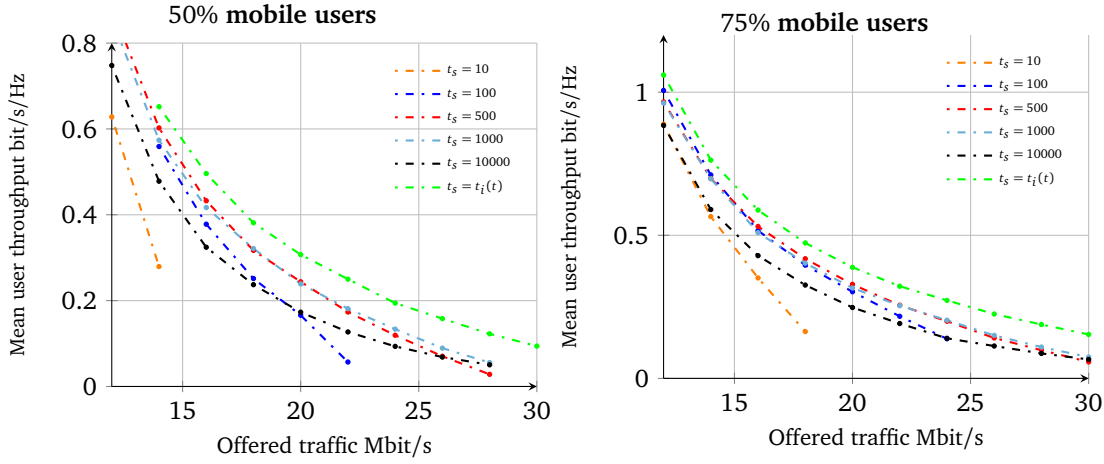 50% mobile users
0.8
0.6
0.4
0.2
0
15
20
25
30
Mean user throughput bit/s/Hz
Offered traffic Mbit/s
t_s = 10
t_s = 100
t_s = 500
t_s = 1000
t_s = 10000
t_s = t_i(t)
75% mobile users
1
0.5
0
15
20
25
30
Mean user throughput bit/s/Hz
Offered traffic Mbit/s
t_s = 10
t_s = 100
t_s = 500
t_s = 1000
t_s = 10000
t_s = t_i(t)